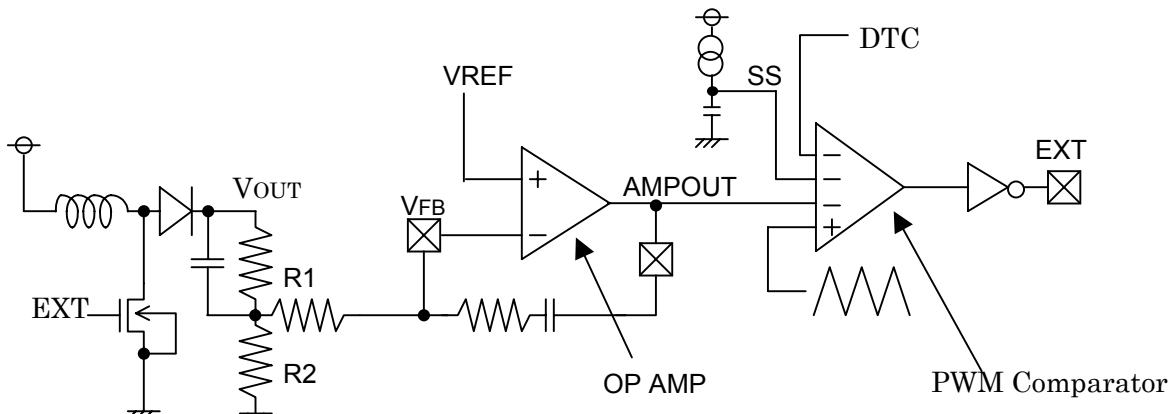 DTC
SS
VREF
EXT
VOUT
AMPOUT
VFB
R1
EXT
R2
OP AMP
PWM Comparator
+
−
−
−
−
+